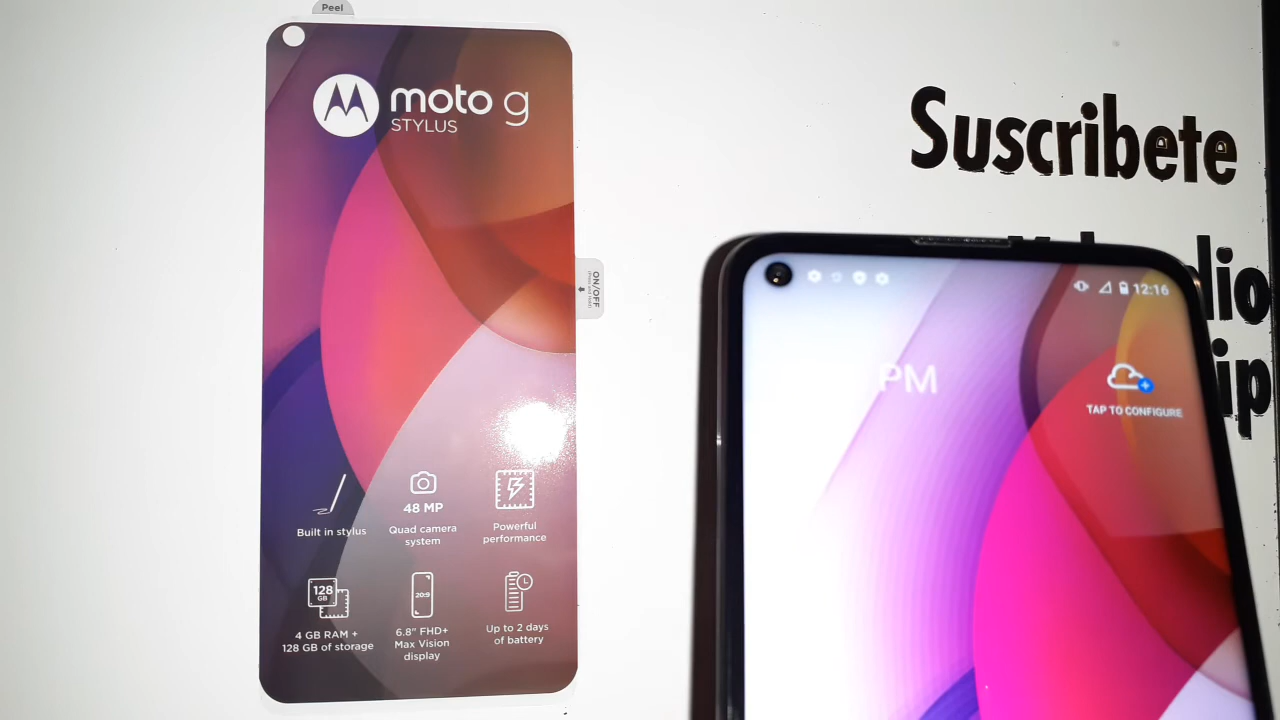 Peel
moto g
STYLUS
ON/OFF
Built in stylus
48 MP
Quad camera
system
Powerful
performance
128
GB
4 GB RAM +
128 GB of storage
20:9
6.8" FHD+
Max Vision
display
Up to 2 days
of battery
Suscribete
12:16
PM
TAP TO CONFIGURE